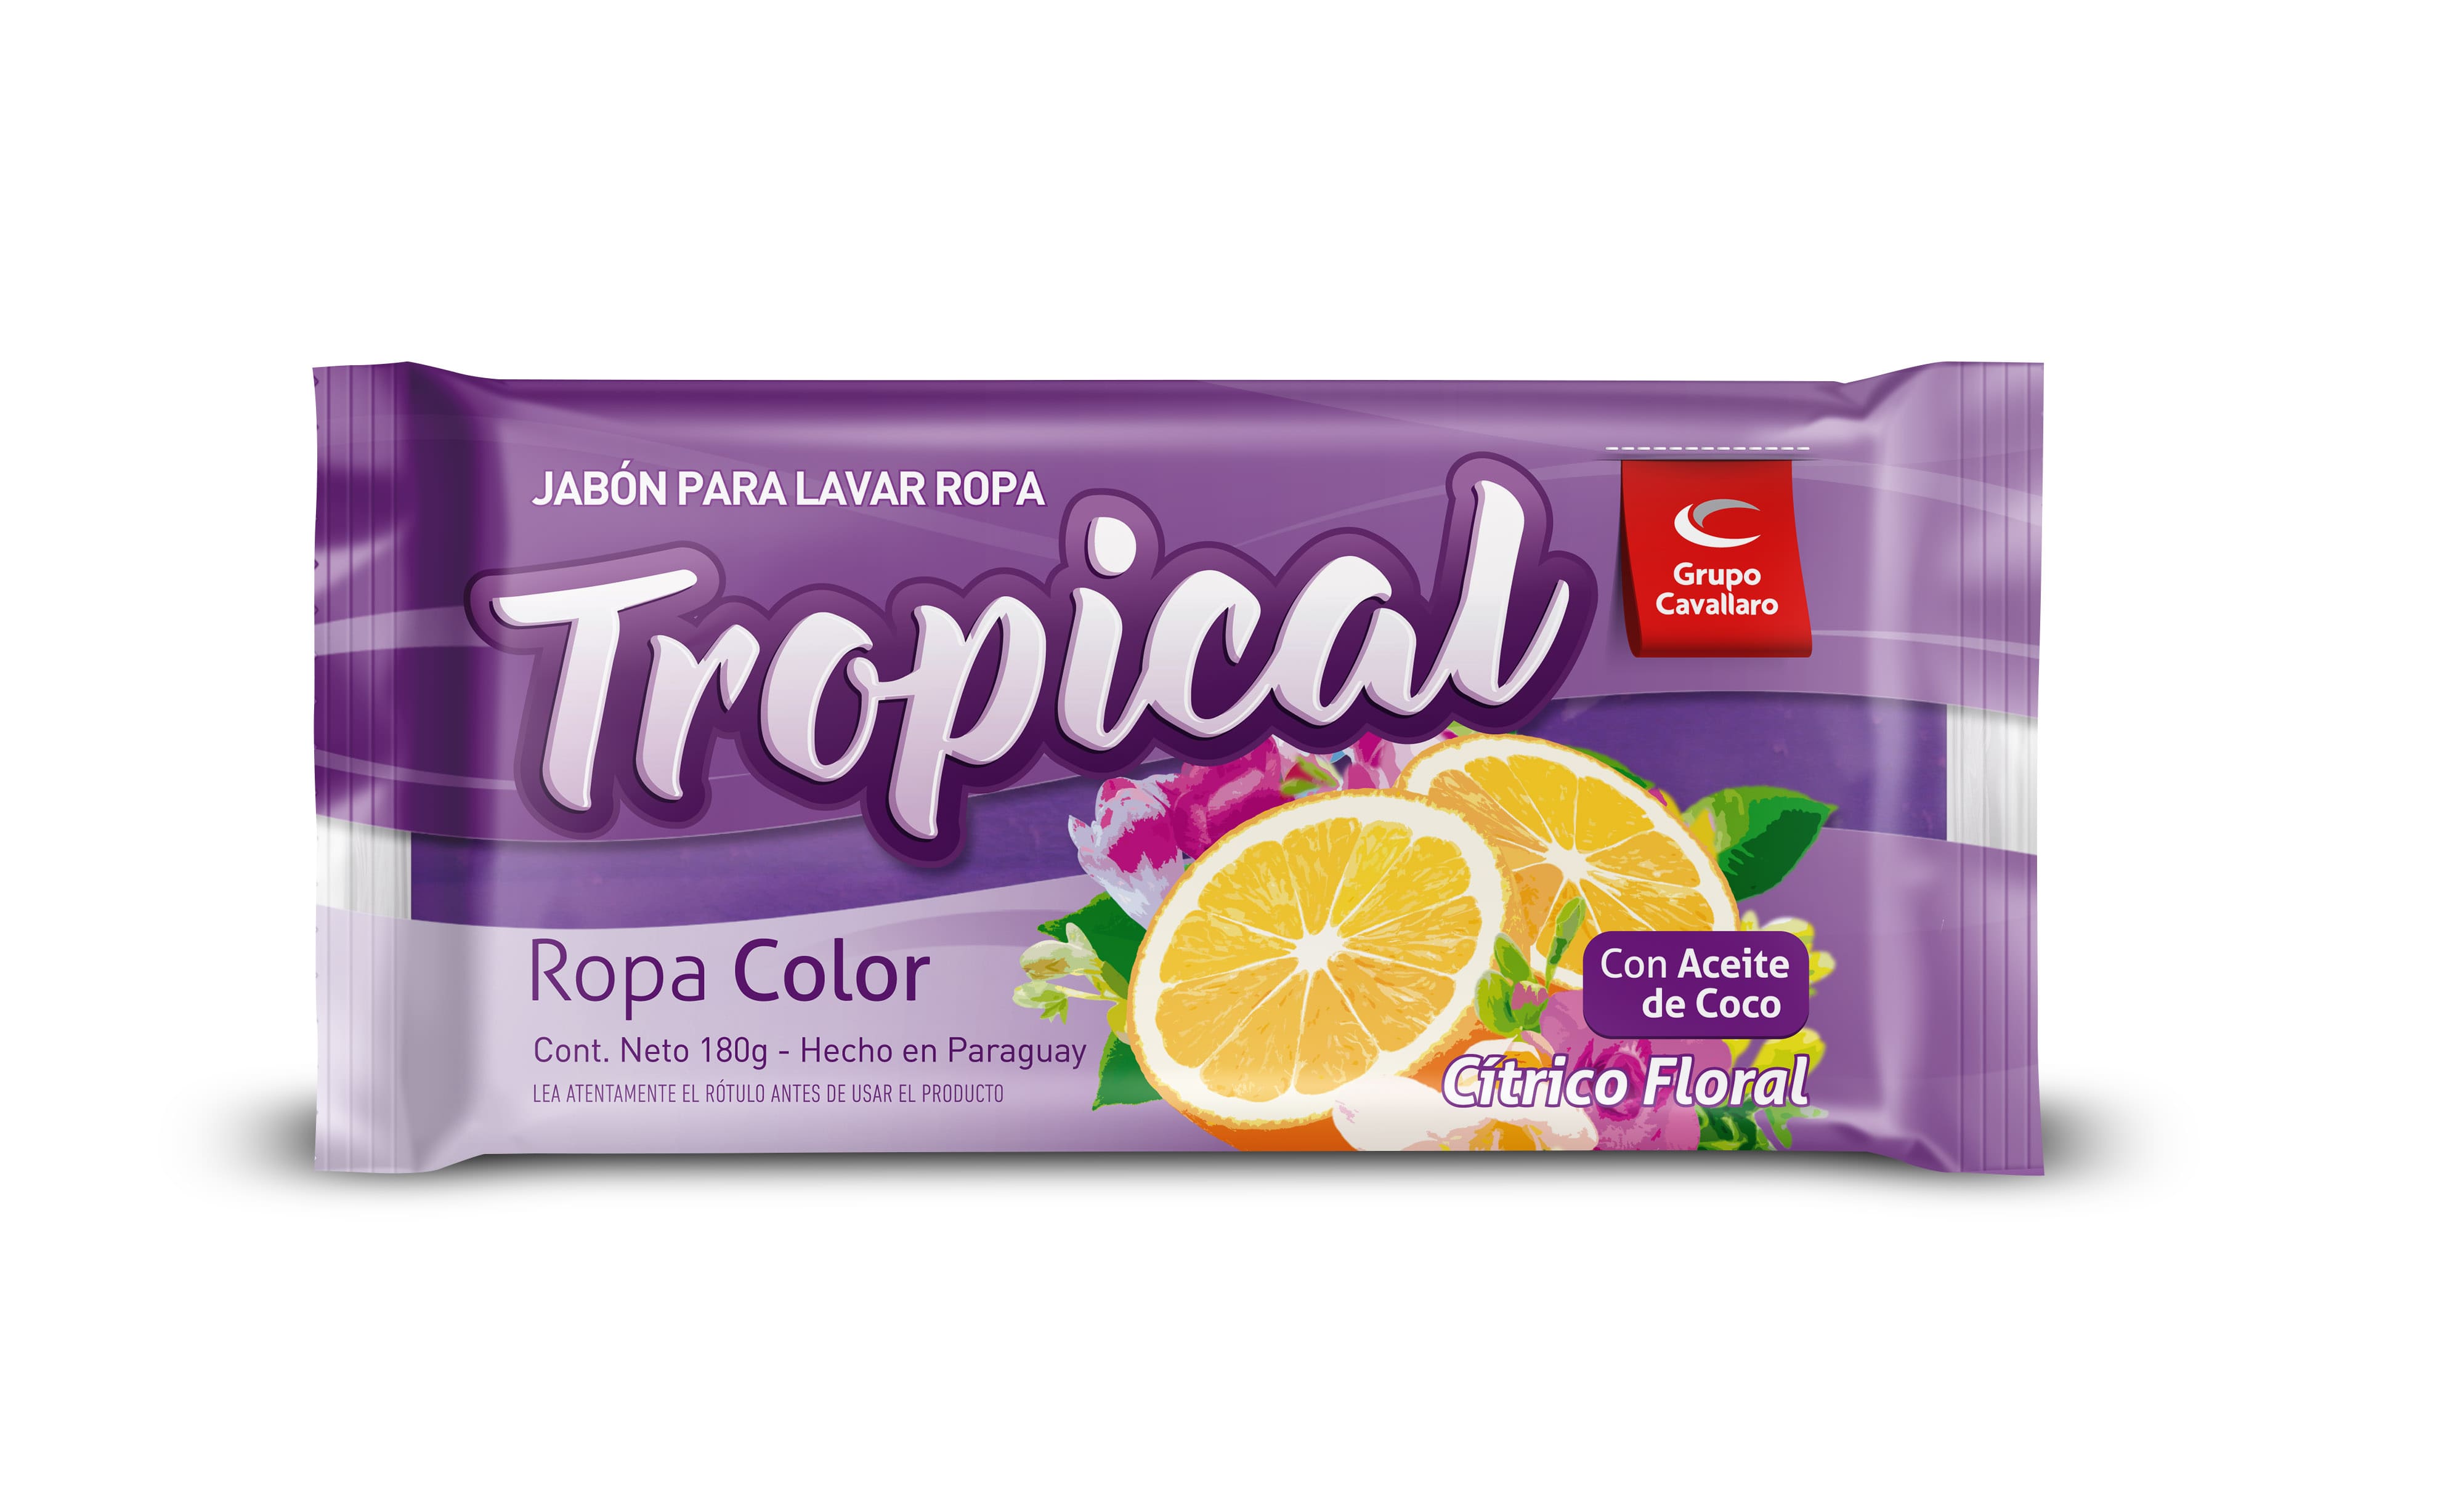 JABÓN PARA LAVAR ROPA
Tropical
Grupo
Cavallaro
Ropa Color
Cont. Neto 180g - Hecho en Paraguay
LEA ATENTAMENTE EL RÓTULO ANTES DE USAR EL PRODUCTO
Con Aceite
de Coco
Cítrico Floral